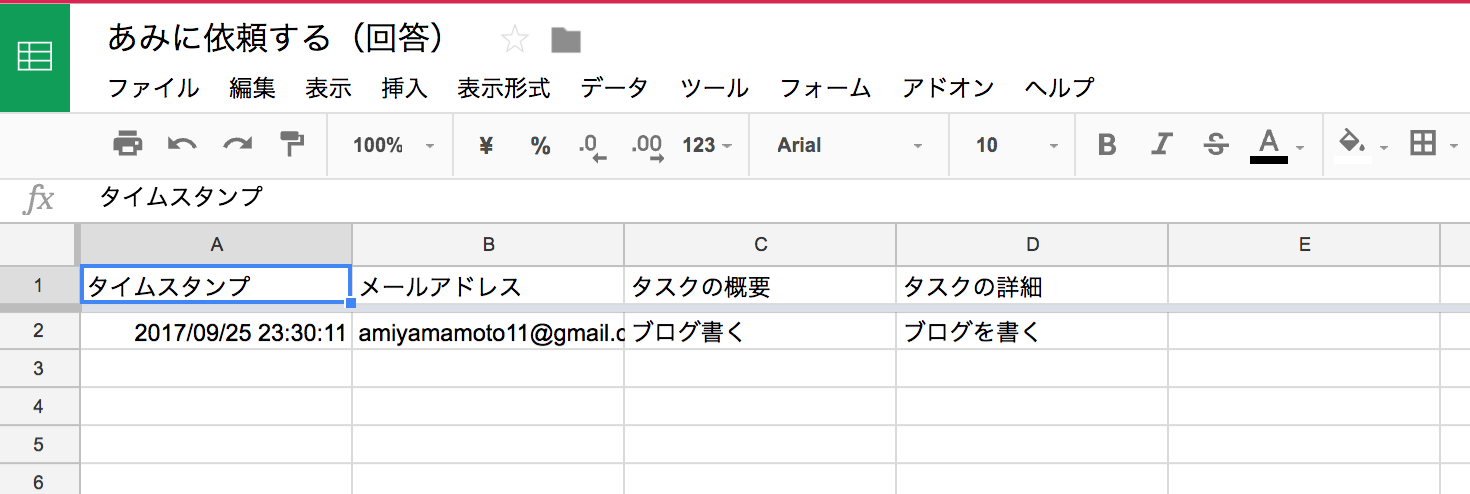 あみに依頼する（回答）
ファイル 編集 表示 挿入 表示形式 データ ツール フォーム アドオン ヘルプ
100% ¥ % .0 .00 123 Arial 10 B I S A
fx タイムスタンプ
A B C D E
1 タイムスタンプ メールアドレス タスクの概要 タスクの詳細
2 2017/09/25 23:30:11 amiyamamoto11@gmail.c ブログ書く ブログを書く
3
4
5
6